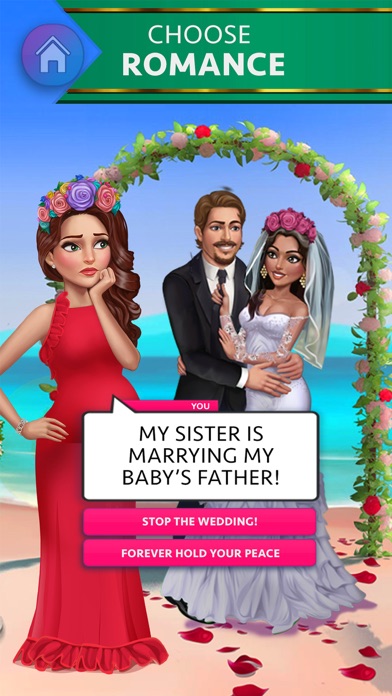 CHOOSE
ROMANCE
YOU
MY SISTER IS
MARRYING MY
BABY'S FATHER!
STOP THE WEDDING!
FOREVER HOLD YOUR PEACE